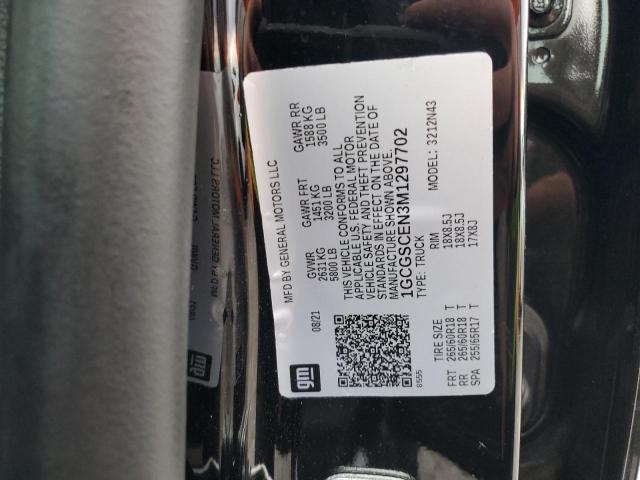 gm
MFD BY GENERAL MOTORS LLC
08/21
GVWR GAWR FRT GAWR RR
2631 KG 1451 KG 1588 KG
5800 LB 3200 LB 3500 LB
THIS VEHICLE CONFORMS TO ALL
APPLICABLE U.S. FEDERAL MOTOR
VEHICLE SAFETY AND THEFT PREVENTION
STANDARDS IN EFFECT ON THE DATE OF
MANUFACTURE SHOWN ABOVE.
1GCGSCEN3M1297702
8555 TYPE: TRUCK MODEL: 3212N43
TIRE SIZE RIM
FRT 265/60R18 T 18X8.5J
RR 265/60R18 T 18X8.5J
SPA 255/65R17 T 17X8J